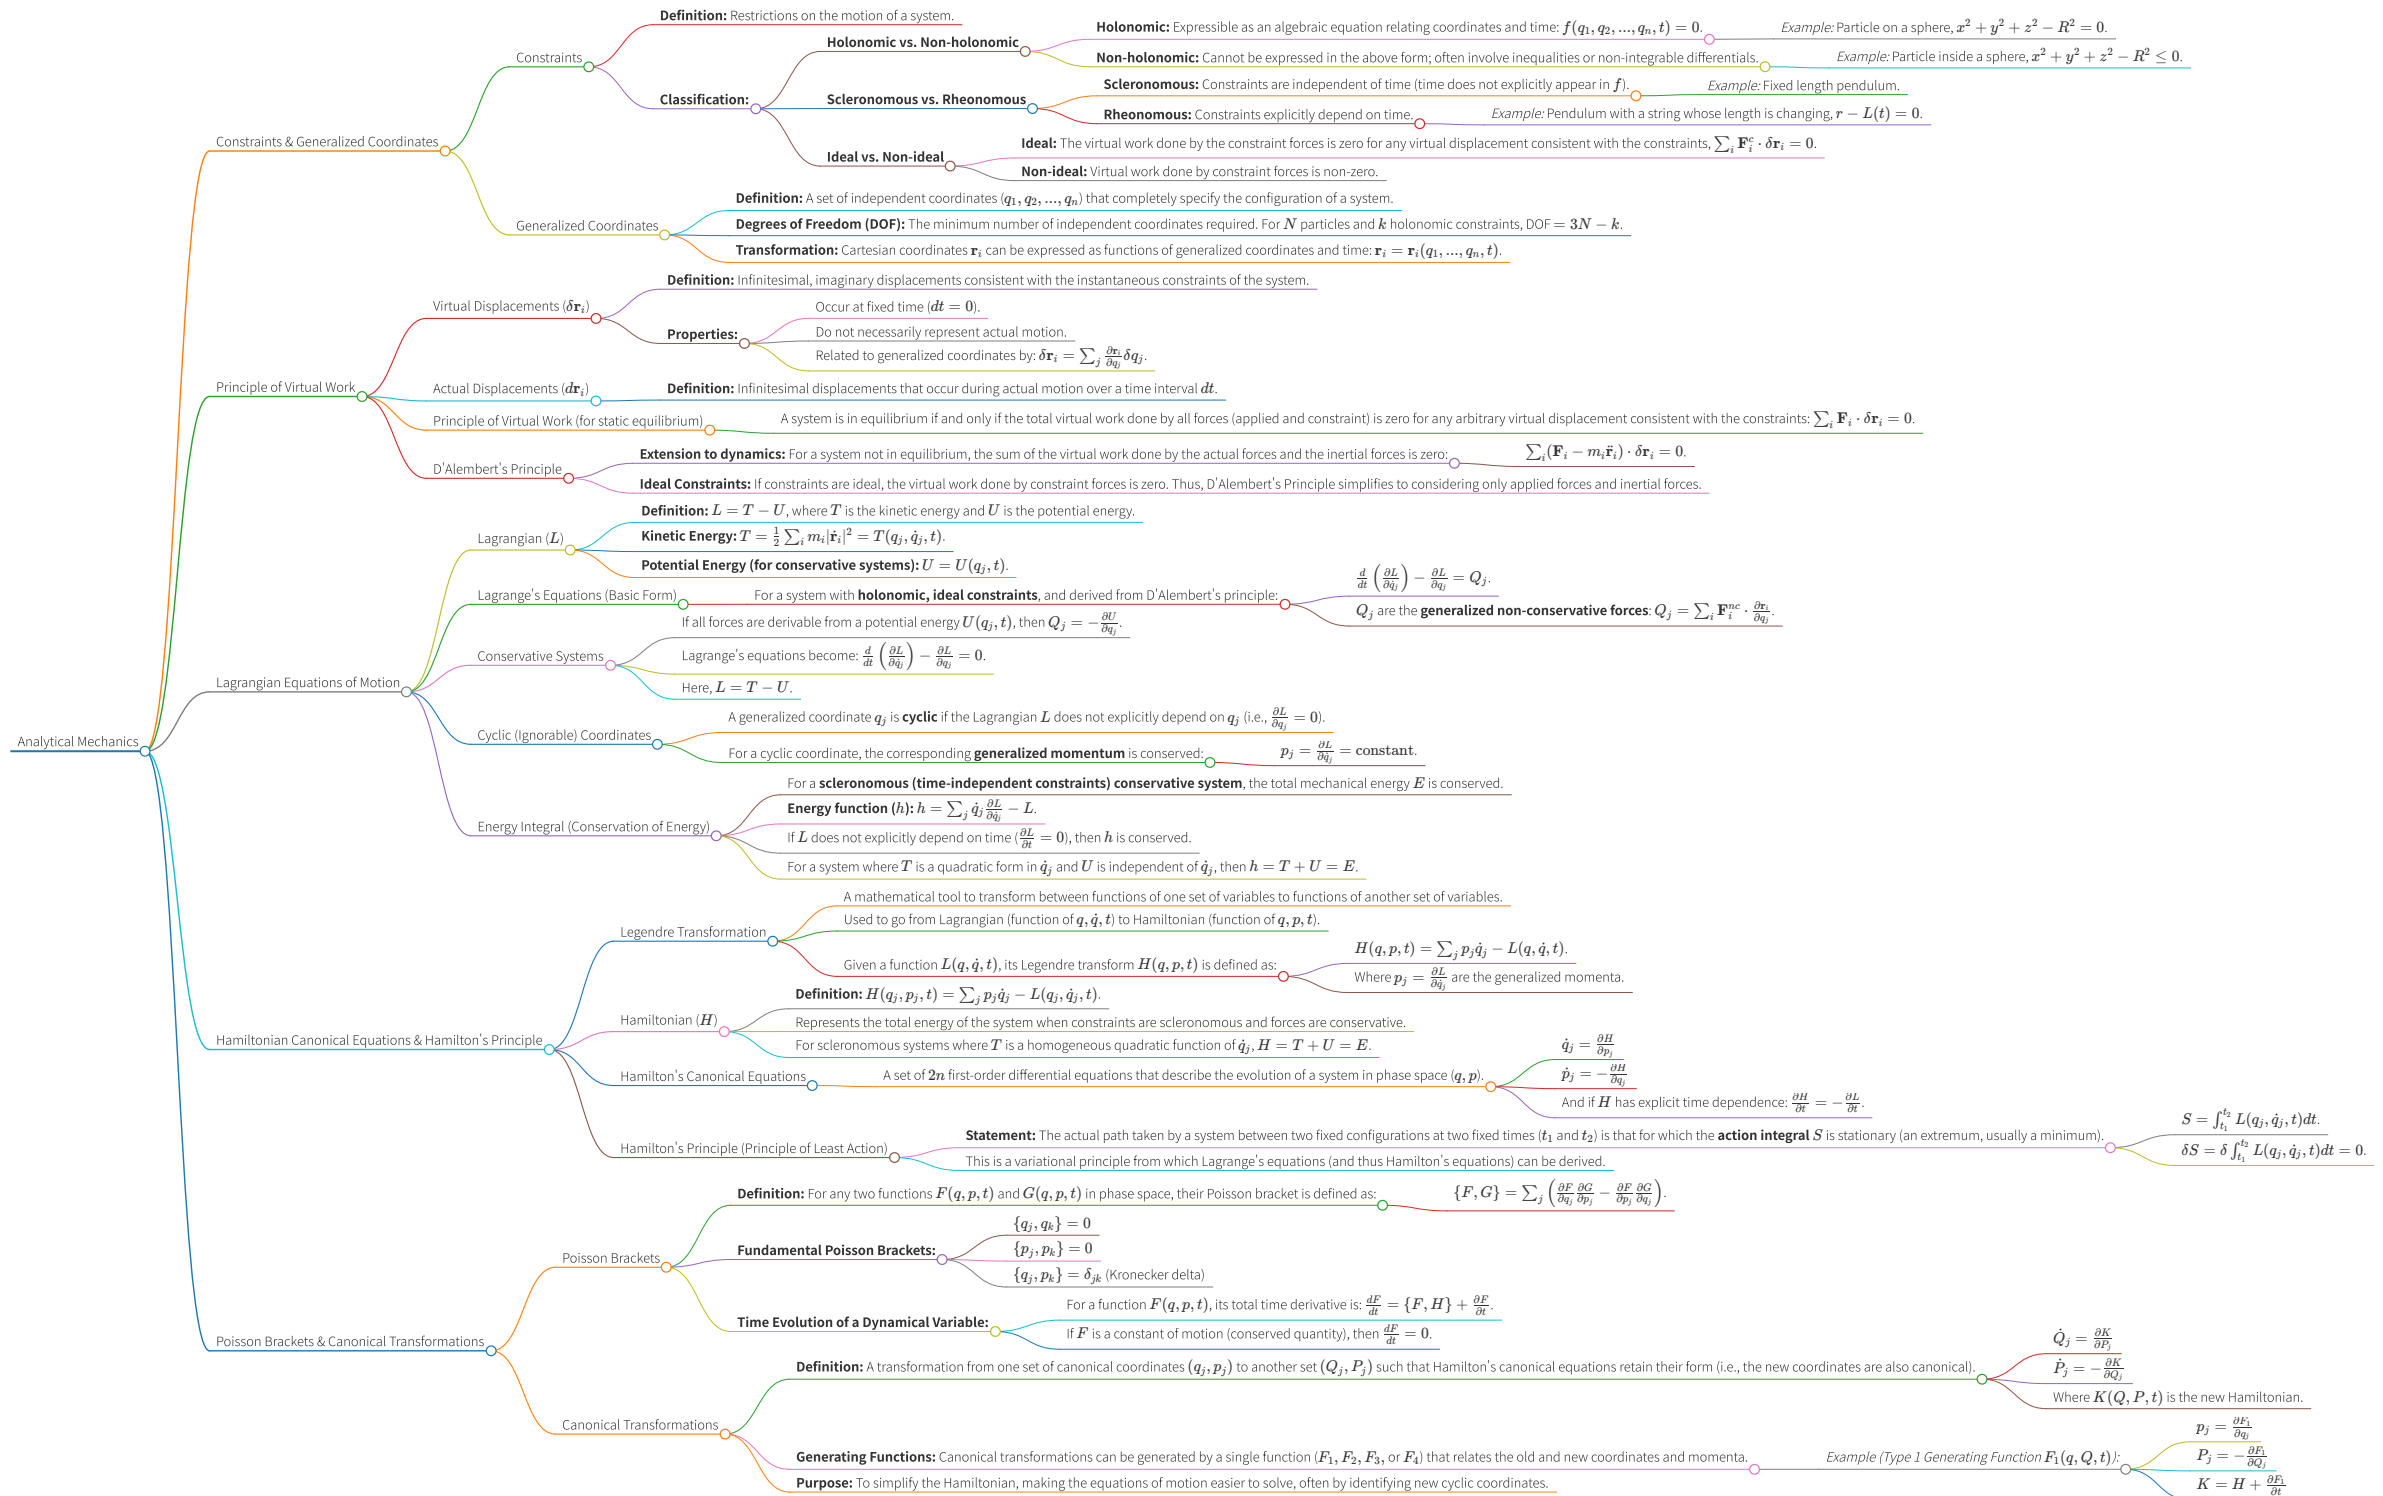 Analytical Mechanics
Constraints & Generalized Coordinates
Constraints
Definition: Restrictions on the motion of a system.
Classification:
Holonomic vs. Non-holonomic
Holonomic: Expressible as an algebraic equation relating coordinates and time: f(q₁, q₂, ..., qₙ, t) = 0.
Example: Particle on a sphere, x² + y² + z² − R² = 0.
Non-holonomic: Cannot be expressed in the above form; often involve inequalities or non-integrable differentials.
Example: Particle inside a sphere, x² + y² + z² − R² ≤ 0.
Scleronomous vs. Rheonomous
Scleronomous: Constraints are independent of time (time does not explicitly appear in f).
Example: Fixed length pendulum.
Rheonomous: Constraints explicitly depend on time.
Example: Pendulum with a string whose length is changing, r − L(t) = 0.
Ideal vs. Non-ideal
Ideal: The virtual work done by the constraint forces is zero for any virtual displacement consistent with the constraints, ∑ᵢ Fᵢᶜ · δrᵢ = 0.
Non-ideal: Virtual work done by constraint forces is non-zero.
Generalized Coordinates
Definition: A set of independent coordinates (q₁, q₂, ..., qₙ) that completely specify the configuration of a system.
Degrees of Freedom (DOF): The minimum number of independent coordinates required. For N particles and k holonomic constraints, DOF = 3N − k.
Transformation: Cartesian coordinates rᵢ can be expressed as functions of generalized coordinates and time: rᵢ = rᵢ(q₁, ..., qₙ, t).
Principle of Virtual Work
Virtual Displacements (δrᵢ)
Definition: Infinitesimal, imaginary displacements consistent with the instantaneous constraints of the system.
Properties:
Occur at fixed time (dt = 0).
Do not necessarily represent actual motion.
Related to generalized coordinates by: δrᵢ = ∑ⱼ ∂rᵢ/∂qⱼ δqⱼ.
Actual Displacements (drᵢ)
Definition: Infinitesimal displacements that occur during actual motion over a time interval dt.
Principle of Virtual Work (for static equilibrium)
A system is in equilibrium if and only if the total virtual work done by all forces (applied and constraint) is zero for any arbitrary virtual displacement consistent with the constraints: ∑ᵢ Fᵢ · δrᵢ = 0.
D'Alembert's Principle
Extension to dynamics: For a system not in equilibrium, the sum of the virtual work done by the actual forces and the inertial forces is zero:
∑ᵢ(Fᵢ − mᵢr̈ᵢ) · δrᵢ = 0.
Ideal Constraints: If constraints are ideal, the virtual work done by constraint forces is zero. Thus, D'Alembert's Principle simplifies to considering only applied forces and inertial forces.
Lagrangian Equations of Motion
Lagrangian (L)
Definition: L = T − U, where T is the kinetic energy and U is the potential energy.
Kinetic Energy: T = 1/2 ∑ᵢ mᵢ|ṙᵢ|² = T(qⱼ, q̇ⱼ, t).
Potential Energy (for conservative systems): U = U(qⱼ, t).
Lagrange's Equations (Basic Form)
For a system with holonomic, ideal constraints, and derived from D'Alembert's principle:
d/dt (∂L/∂q̇ⱼ) − ∂L/∂qⱼ = Qⱼ.
Qⱼ are the generalized non-conservative forces: Qⱼ = ∑ᵢ Fᵢⁿᶜ · ∂rᵢ/∂qⱼ.
Conservative Systems
If all forces are derivable from a potential energy U(qⱼ, t), then Qⱼ = −∂U/∂qⱼ.
Lagrange's equations become: d/dt (∂L/∂q̇ⱼ) − ∂L/∂qⱼ = 0.
Here, L = T − U.
Cyclic (Ignorable) Coordinates
A generalized coordinate qⱼ is cyclic if the Lagrangian L does not explicitly depend on qⱼ (i.e., ∂L/∂qⱼ = 0).
For a cyclic coordinate, the corresponding generalized momentum is conserved:
pⱼ = ∂L/∂q̇ⱼ = constant.
Energy Integral (Conservation of Energy)
For a scleronomous (time-independent constraints) conservative system, the total mechanical energy E is conserved.
Energy function (h): h = ∑ⱼ q̇ⱼ ∂L/∂q̇ⱼ − L.
If L does not explicitly depend on time (∂L/∂t = 0), then h is conserved.
For a system where T is a quadratic form in q̇ⱼ and U is independent of q̇ⱼ, then h = T + U = E.
Hamiltonian Canonical Equations & Hamilton's Principle
Legendre Transformation
A mathematical tool to transform between functions of one set of variables to functions of another set of variables.
Used to go from Lagrangian (function of q, q̇, t) to Hamiltonian (function of q, p, t).
Given a function L(q, q̇, t), its Legendre transform H(q, p, t) is defined as:
H(q, p, t) = ∑ⱼ pⱼq̇ⱼ − L(q, q̇, t).
Where pⱼ = ∂L/∂q̇ⱼ are the generalized momenta.
Hamiltonian (H)
Definition: H(qⱼ, pⱼ, t) = ∑ⱼ pⱼq̇ⱼ − L(qⱼ, q̇ⱼ, t).
Represents the total energy of the system when constraints are scleronomous and forces are conservative.
For scleronomous systems where T is a homogeneous quadratic function of q̇ⱼ, H = T + U = E.
Hamilton's Canonical Equations
A set of 2n first-order differential equations that describe the evolution of a system in phase space (q, p).
q̇ⱼ = ∂H/∂pⱼ
ṗⱼ = −∂H/∂qⱼ
And if H has explicit time dependence: ∂H/∂t = −∂L/∂t.
Hamilton's Principle (Principle of Least Action)
Statement: The actual path taken by a system between two fixed configurations at two fixed times (t₁ and t₂) is that for which the action integral S is stationary (an extremum, usually a minimum).
S = ∫ₜ₁ᵗ² L(qⱼ, q̇ⱼ, t)dt.
δS = δ ∫ₜ₁ᵗ² L(qⱼ, q̇ⱼ, t)dt = 0.
This is a variational principle from which Lagrange's equations (and thus Hamilton's equations) can be derived.
Poisson Brackets & Canonical Transformations
Poisson Brackets
Definition: For any two functions F(q, p, t) and G(q, p, t) in phase space, their Poisson bracket is defined as:
{F, G} = ∑ⱼ (∂F/∂qⱼ ∂G/∂pⱼ − ∂F/∂pⱼ ∂G/∂qⱼ).
Fundamental Poisson Brackets:
{qⱼ, qₖ} = 0
{pⱼ, pₖ} = 0
{qⱼ, pₖ} = δⱼₖ (Kronecker delta)
Time Evolution of a Dynamical Variable:
For a function F(q, p, t), its total time derivative is: dF/dt = {F, H} + ∂F/∂t.
If F is a constant of motion (conserved quantity), then dF/dt = 0.
Canonical Transformations
Definition: A transformation from one set of canonical coordinates (qⱼ, pⱼ) to another set (Qⱼ, Pⱼ) such that Hamilton's canonical equations retain their form (i.e., the new coordinates are also canonical).
Q̇ⱼ = ∂K/∂Pⱼ
Ṗⱼ = −∂K/∂Qⱼ
Where K(Q, P, t) is the new Hamiltonian.
Generating Functions: Canonical transformations can be generated by a single function (F₁, F₂, F₃, or F₄) that relates the old and new coordinates and momenta.
Example (Type 1 Generating Function F₁(q, Q, t)):
pⱼ = ∂F₁/∂qⱼ
Pⱼ = −∂F₁/∂Qⱼ
K = H + ∂F₁/∂t
Purpose: To simplify the Hamiltonian, making the equations of motion easier to solve, often by identifying new cyclic coordinates.